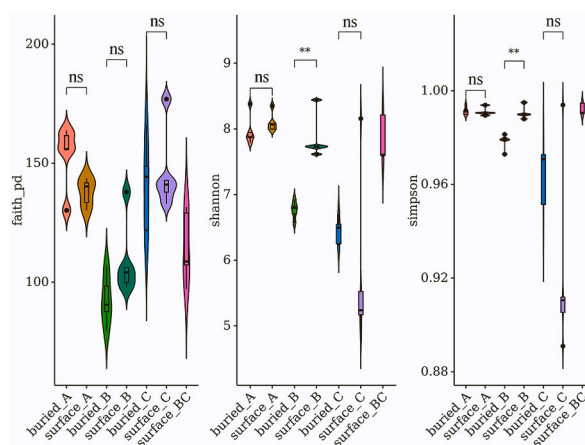 ns
ns
ns
200
150
100
faith_pd
buried_A
surface_A
buried_B
surface_B
buried_C
surface_C
surface_BC
ns
**
ns
9
8
7
6
5
shannon
buried_A
surface_A
buried_B
surface_B
buried_C
surface_C
surface_BC
ns
**
ns
1.00
0.96
0.92
0.88
simpson
buried_A
surface_A
buried_B
surface_B
buried_C
surface_C
surface_BC